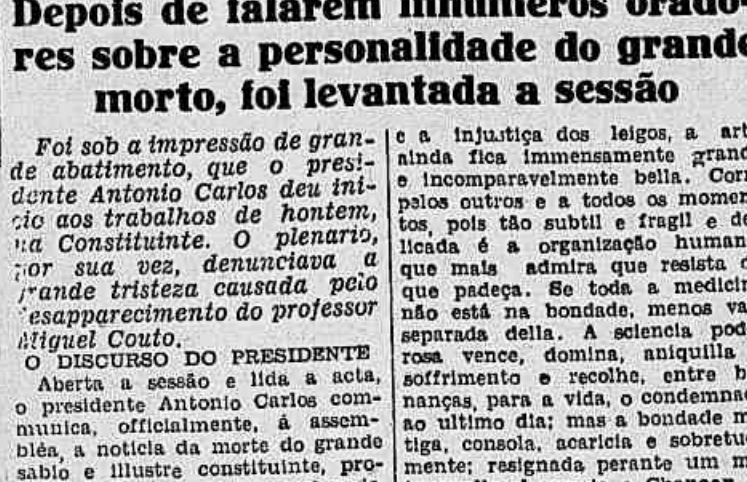 Depois de falarem inumeros orado-
res sobre a personalidade do grande
morto, foi levantada a sessão
Foi sob a impressão de gran-
de abatimento, que o presi-
dente Antonio Carlos deu ini-
cio aos trabalhos de hontem,
na Constituinte. O plenario,
por sua vez, denunciava a
grande tristeza causada pelo
desapparecimento do professor
Miguel Couto.
O DISCURSO DO PRESIDENTE
Aberta a sessão e lida a acta,
o presidente Antonio Carlos com-
munica, officialmente, á assem-
bléa, a noticia da morte do grande
sabio e illustre constituinte, pro-
e a injustiça dos leigos, a art
ainda fica immensamente grand
e incomparavelmente bella. Corr
pelos outros e a todos os momen
tos, pois tão subtil e fragil e de
licada é a organização human
que mais admira que resista
que padeça. Se toda a medicin
não está na bondade, menos va
separada della. A sciencia pod
rosa vence, domina, aniquilla
soffrimento e recolhe, entre b
nanças, para a vida, o condemnad
ao ultimo dia; mas a bondade m
tiga, consola, acaricia e sobretud
mente; resignada perante um m